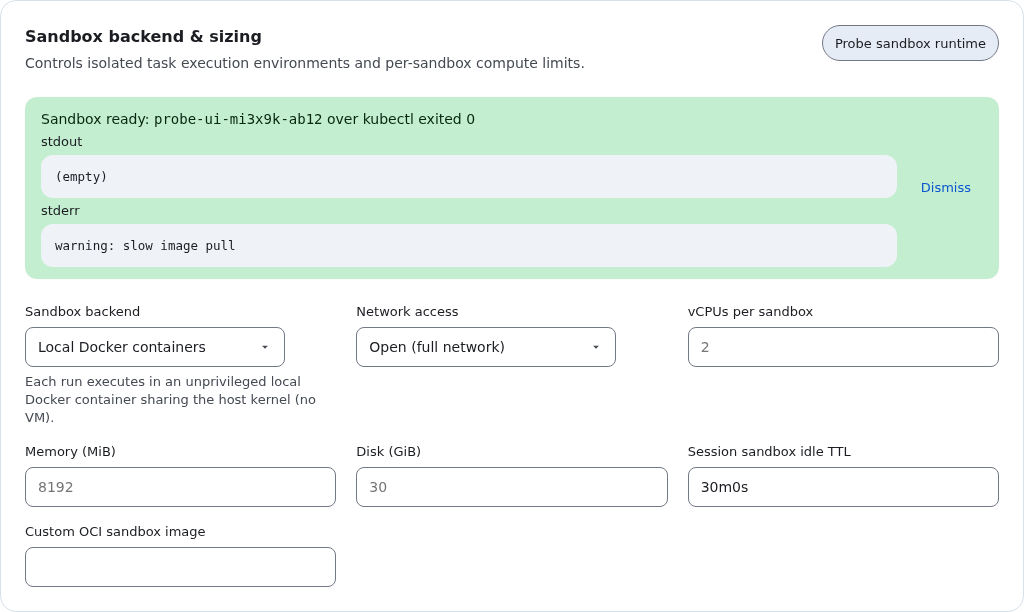 Sandbox backend & sizing
Probe sandbox runtime
Controls isolated task execution environments and per-sandbox compute limits.
Sandbox ready: probe-ui-mi3x9k-ab12 over kubectl exited 0
stdout
(empty)
Dismiss
stderr
warning: slow image pull
Sandbox backend
Network access
vCPUs per sandbox
Local Docker containers
Open (full network)
2
Each run executes in an unprivileged local
Docker container sharing the host kernel (no
VM).
Memory (MiB)
Disk (GiB)
Session sandbox idle TTL
8192
30
30m0s
Custom OCI sandbox image